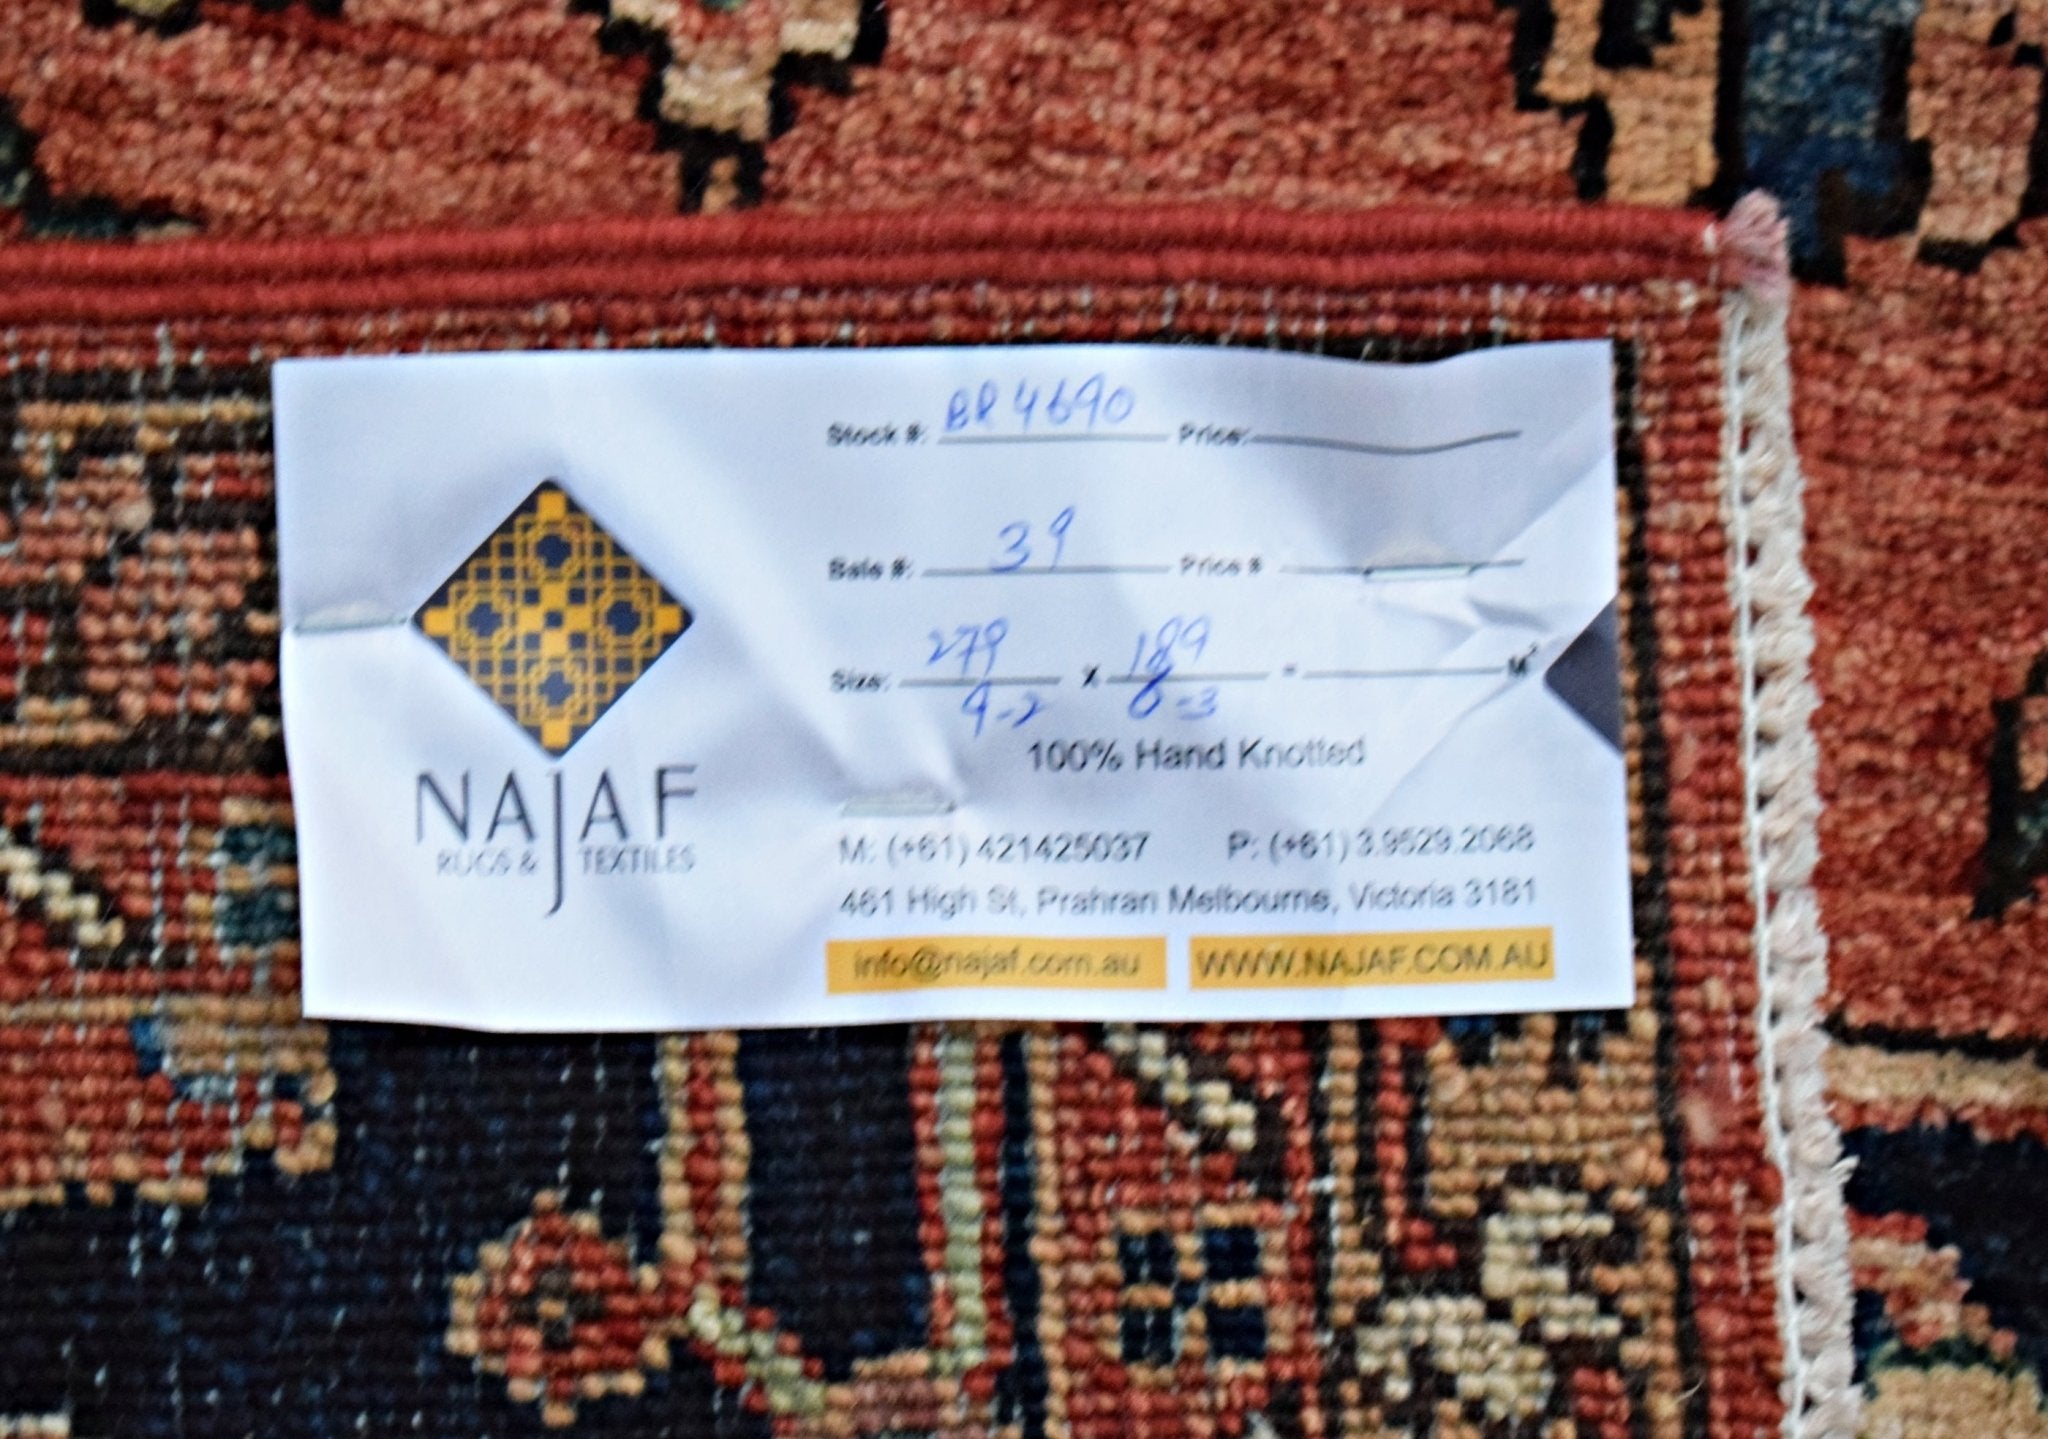 NAJAF
RUGS & TEXTILES
Stock #: BR4690 Price:
Bale #: 39 Price #
Size: 279 X 189 = M²
9-2 6-3
100% Hand Knotted
M: (+61) 421425037 P: (+61) 3.9529.2068
461 High St, Prahran Melbourne, Victoria 3181
info@najaf.com.au WWW.NAJAF.COM.AU